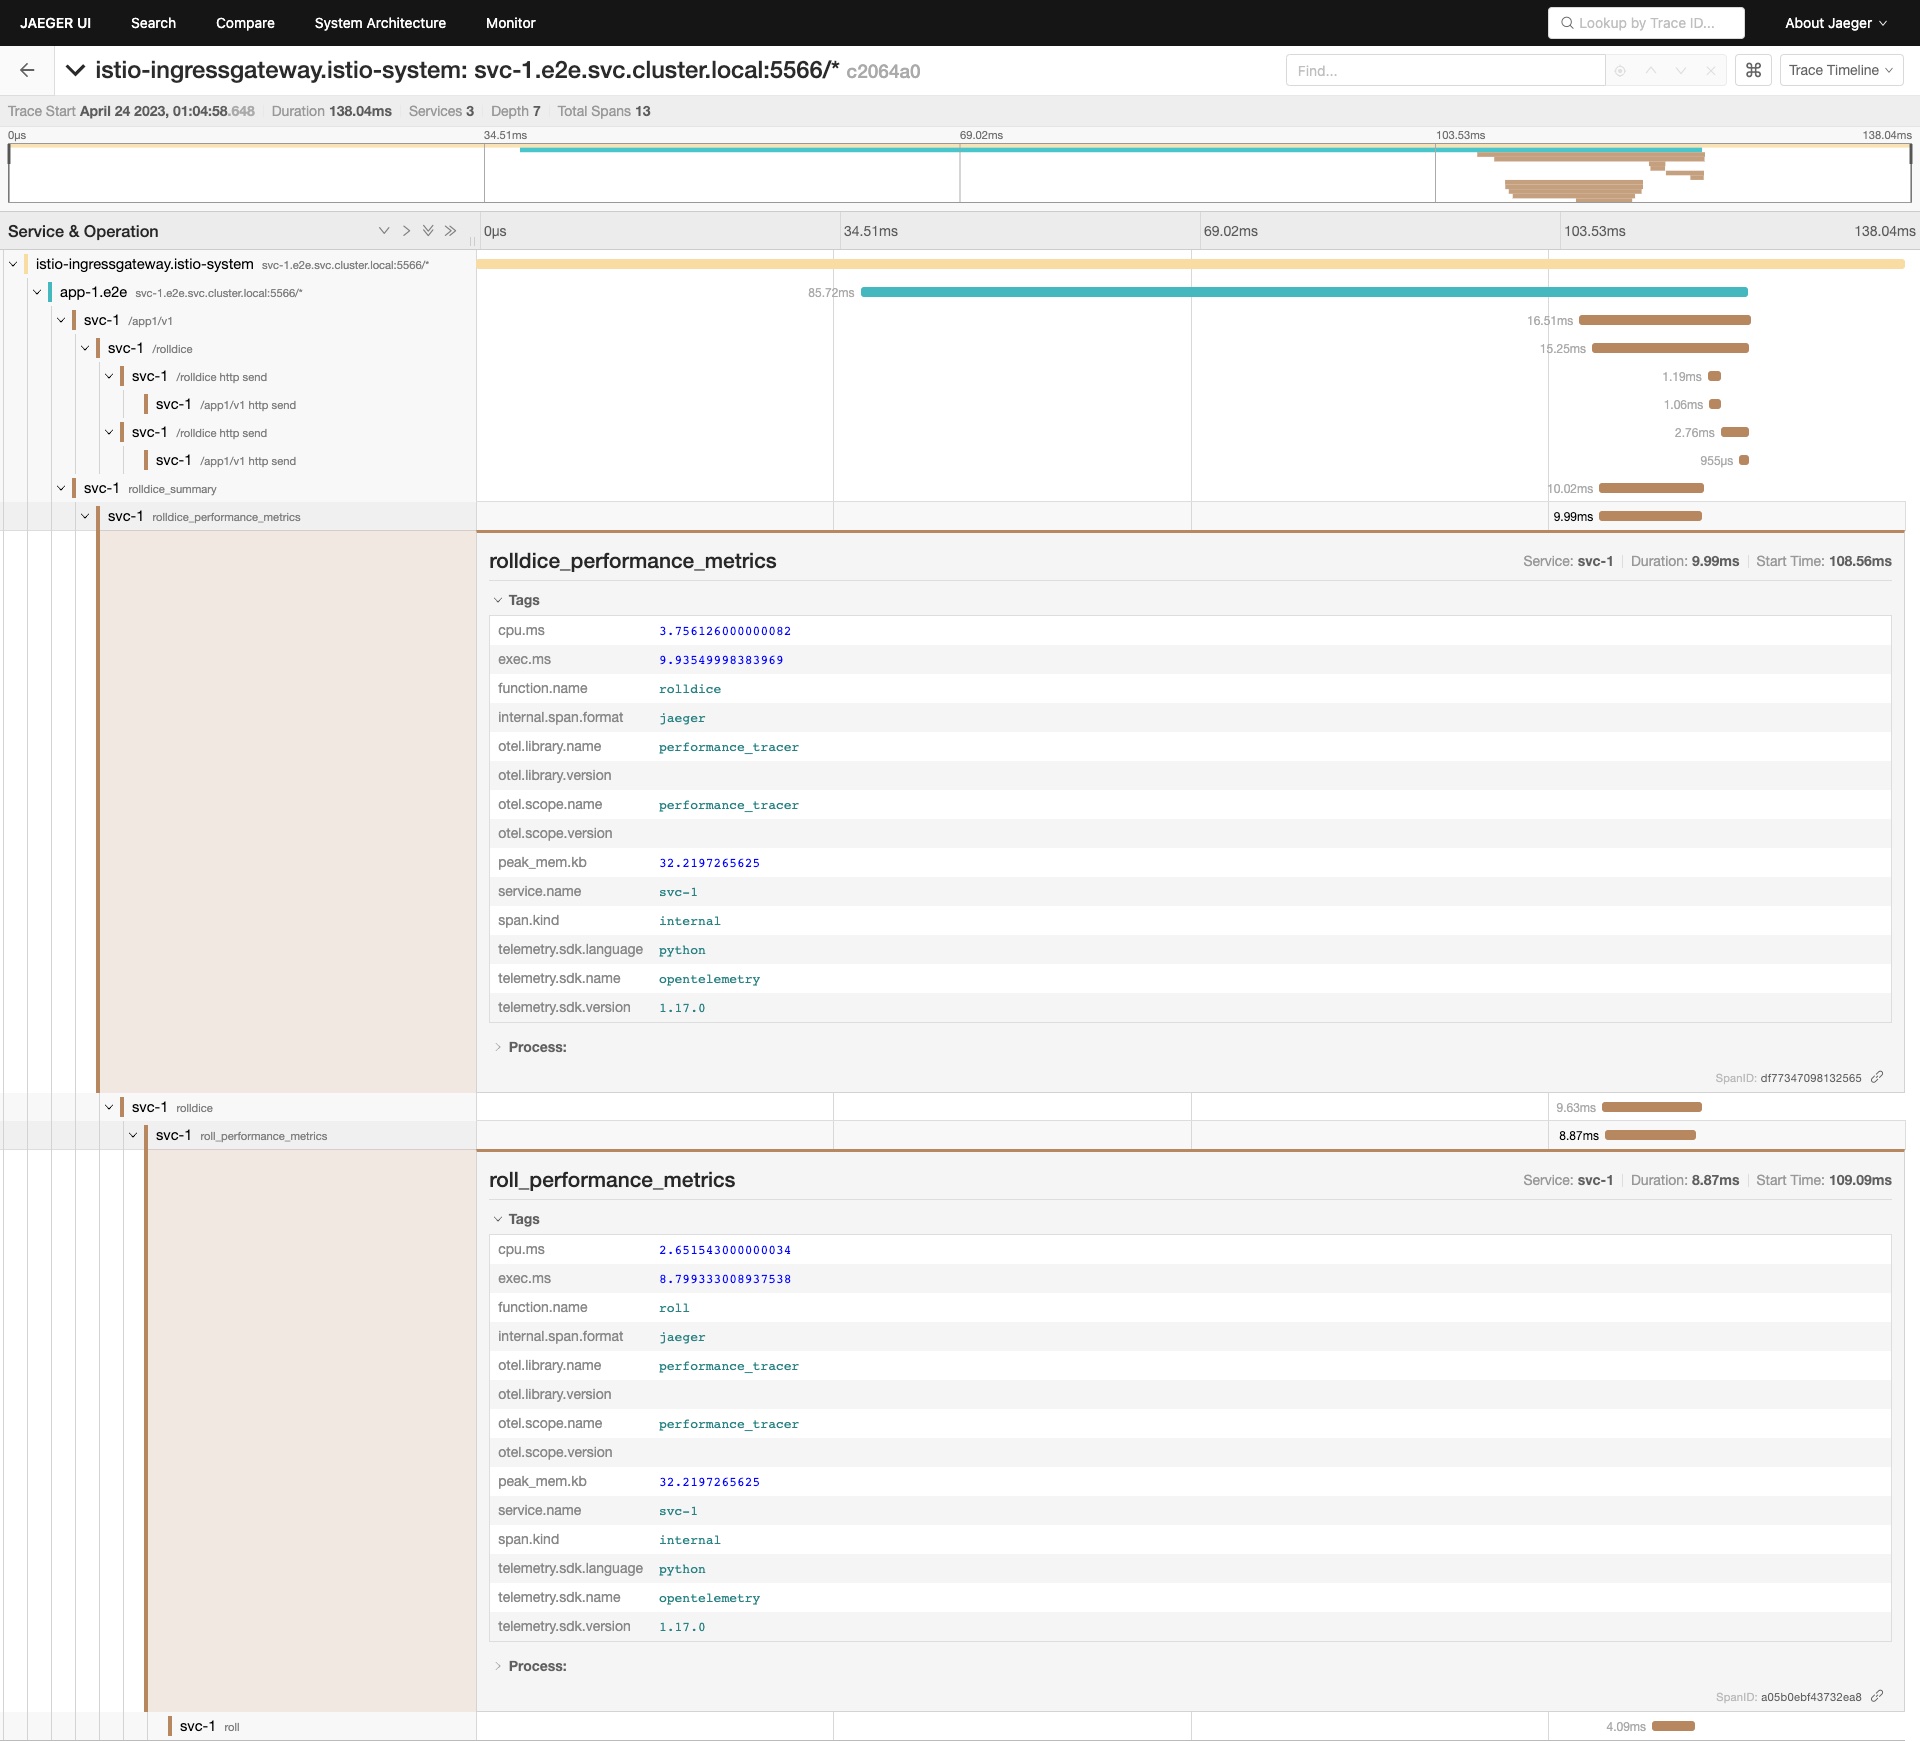 JAEGER UI Search Compare System Architecture Monitor Lookup by Trace ID... About Jaeger
istio-ingressgateway.istio-system: svc-1.e2e.svc.cluster.local:5566/* c2064a0 Find... ⌘ Trace Timeline
Trace Start April 24 2023, 01:04:58.648 Duration 138.04ms Services 3 Depth 7 Total Spans 13
0μs 34.51ms 69.02ms 103.53ms 138.04ms
Service & Operation 0μs 34.51ms 69.02ms 103.53ms 138.04ms
istio-ingressgateway.istio-system svc-1.e2e.svc.cluster.local:5566/*
app-1.e2e svc-1.e2e.svc.cluster.local:5566/* 85.72ms
svc-1 /app1/v1 16.51ms
svc-1 /rolldice 15.25ms
svc-1 /rolldice http send 1.19ms
svc-1 /app1/v1 http send 1.06ms
svc-1 /rolldice http send 2.76ms
svc-1 /app1/v1 http send 955μs
svc-1 rolldice_summary 10.02ms
svc-1 rolldice_performance_metrics 9.99ms
rolldice_performance_metrics Service: svc-1 Duration: 9.99ms Start Time: 108.56ms
Tags
cpu.ms 3.756126000000082
exec.ms 9.93549998383969
function.name rolldice
internal.span.format jaeger
otel.library.name performance_tracer
otel.library.version
otel.scope.name performance_tracer
otel.scope.version
peak_mem.kb 32.2197265625
service.name svc-1
span.kind internal
telemetry.sdk.language python
telemetry.sdk.name opentelemetry
telemetry.sdk.version 1.17.0
Process:
SpanID: df77347098132565
svc-1 rolldice 9.63ms
svc-1 roll_performance_metrics 8.87ms
roll_performance_metrics Service: svc-1 Duration: 8.87ms Start Time: 109.09ms
Tags
cpu.ms 2.651543000000034
exec.ms 8.799333008937538
function.name roll
internal.span.format jaeger
otel.library.name performance_tracer
otel.library.version
otel.scope.name performance_tracer
otel.scope.version
peak_mem.kb 32.2197265625
service.name svc-1
span.kind internal
telemetry.sdk.language python
telemetry.sdk.name opentelemetry
telemetry.sdk.version 1.17.0
Process:
SpanID: a05b0ebf43732ea8
svc-1 roll 4.09ms